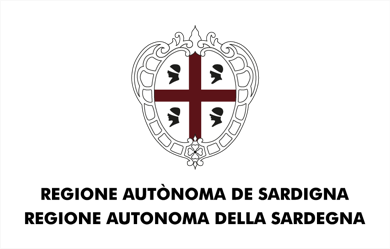 REGIONE AUTÒNOMA DE SARDIGNA
REGIONE AUTONOMA DELLA SARDEGNA